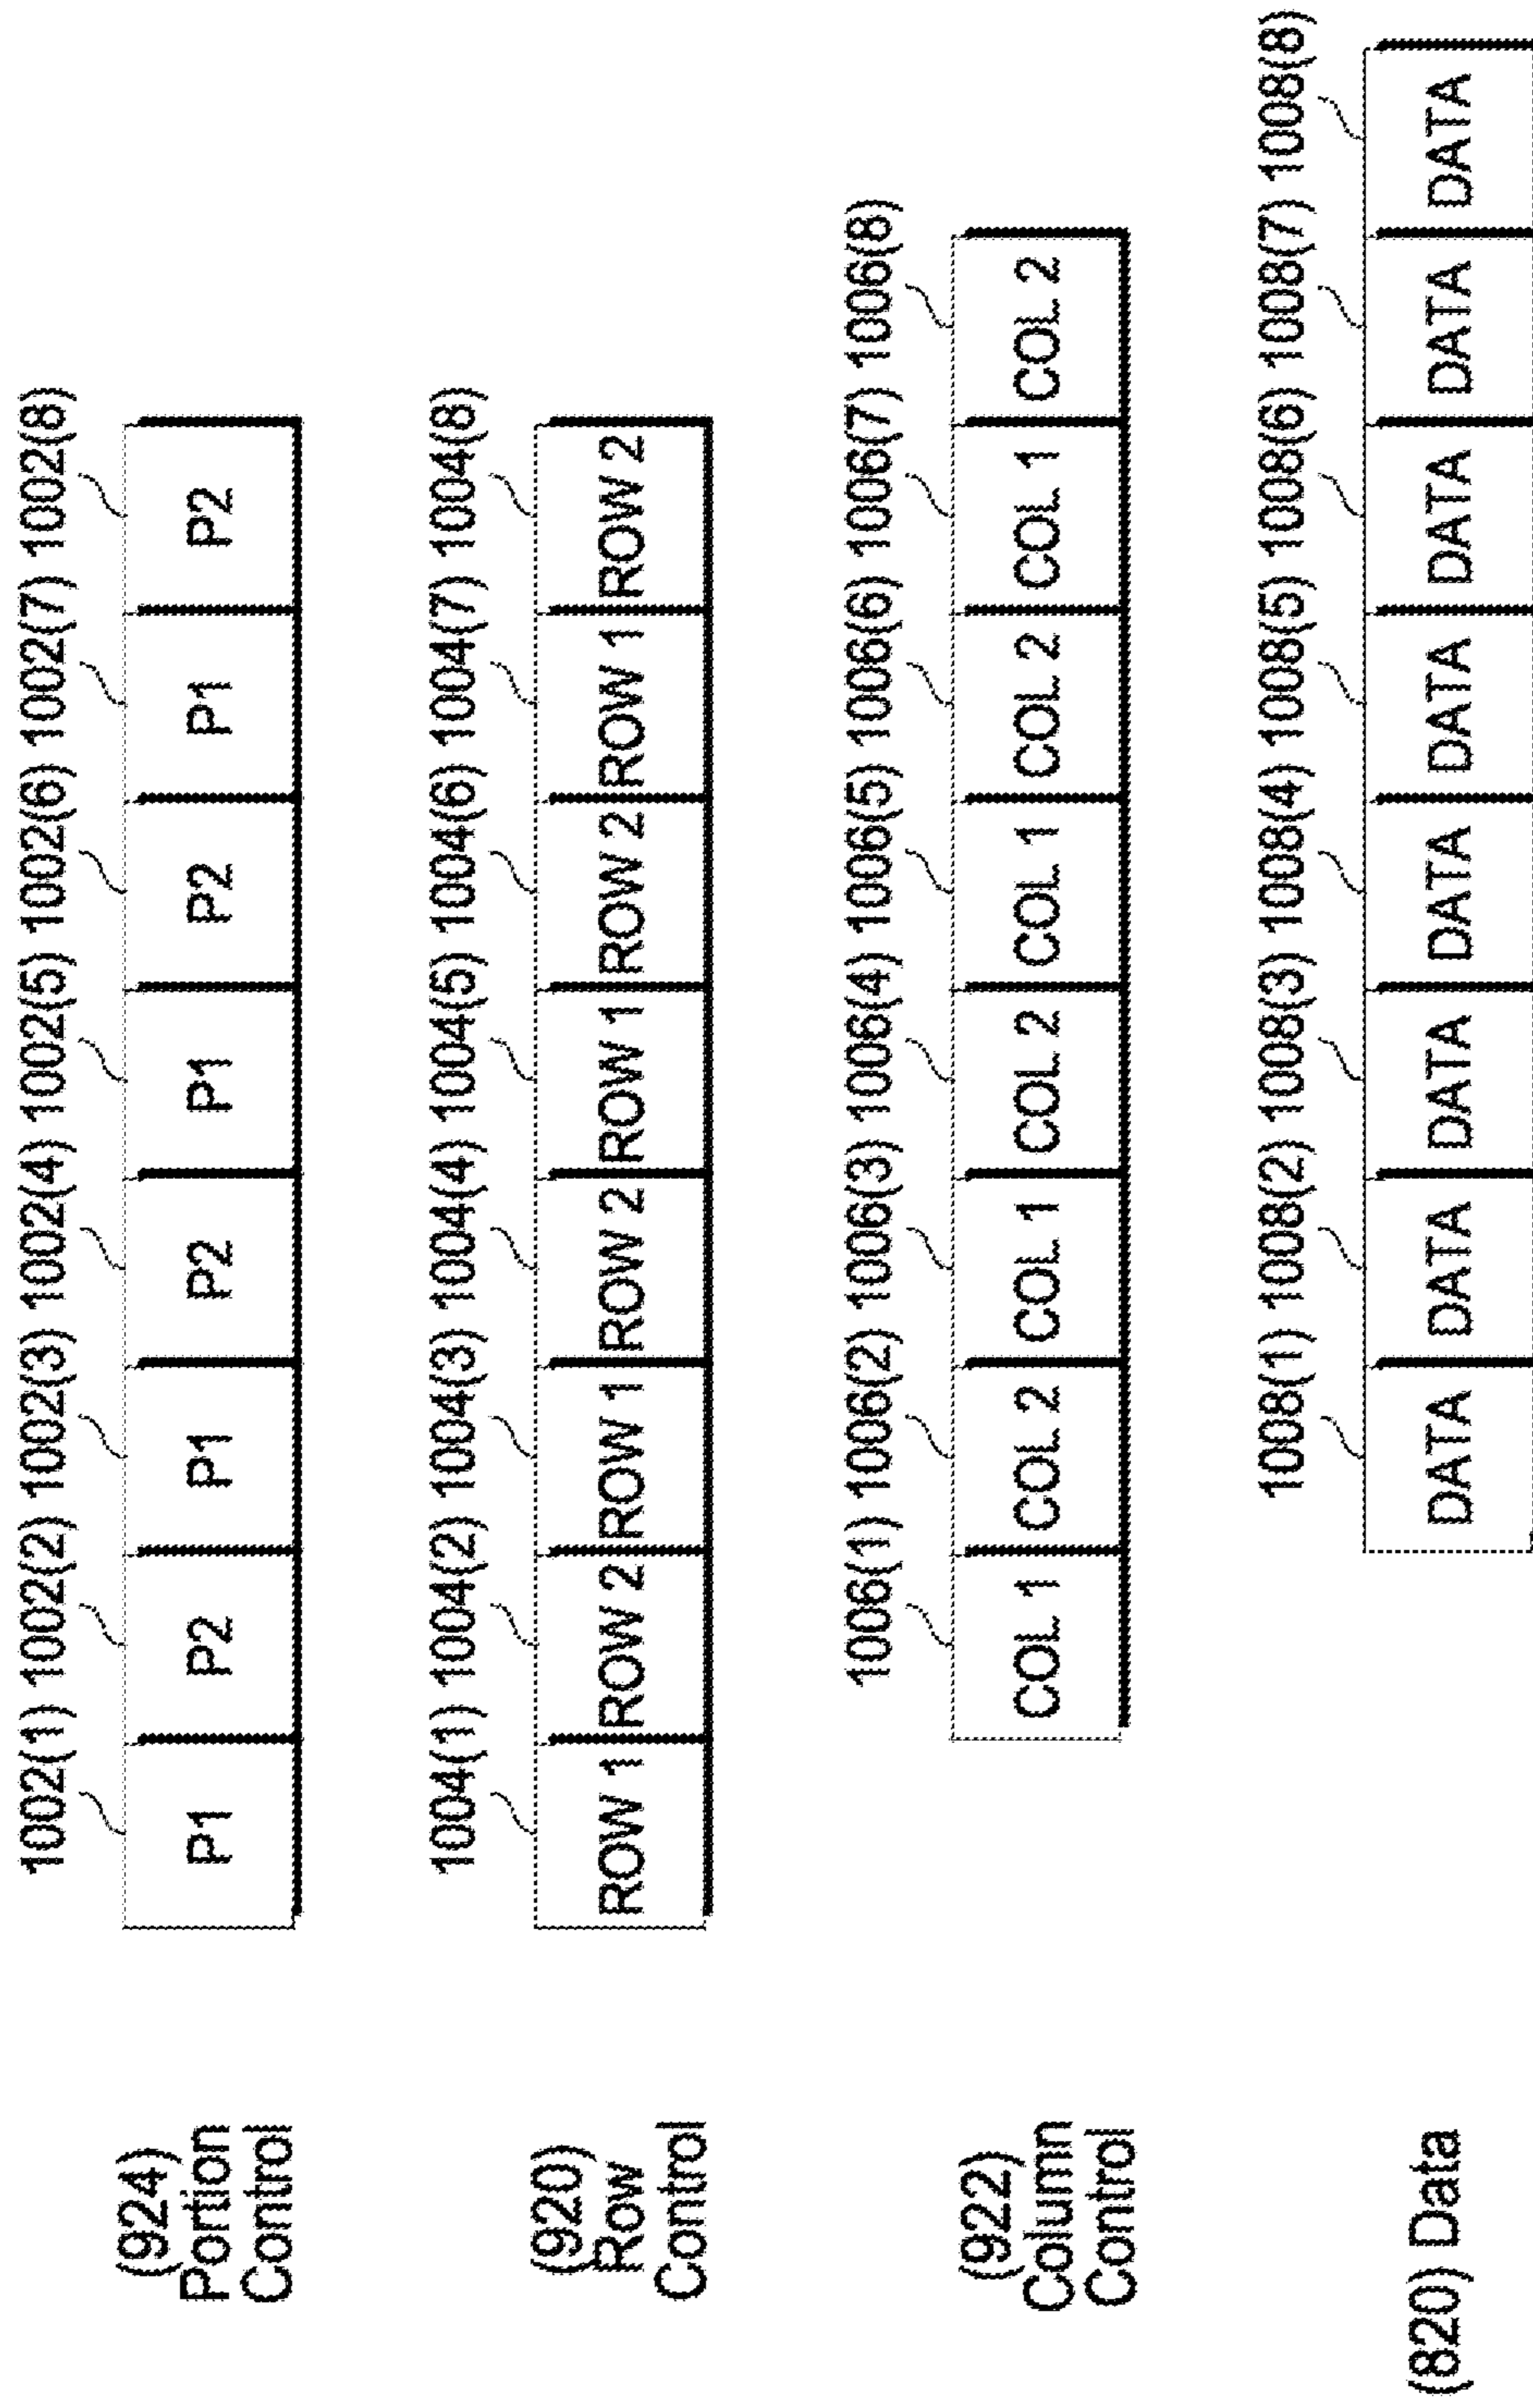 1002(1) 1002(2) 1002(3) 1002(4) 1002(5) 1002(6) 1002(7) 1002(8)
(924)
Portion
Control
P1 P2 P1 P2 P1 P2 P1 P2
1004(1) 1004(2) 1004(3) 1004(4) 1004(5) 1004(6) 1004(7) 1004(8)
(920)
Row
Control
ROW 1 ROW 2 ROW 1 ROW 2 ROW 1 ROW 2 ROW 1 ROW 2
1006(1) 1006(2) 1006(3) 1006(4) 1006(5) 1006(6) 1006(7) 1006(8)
(922)
Column
Control
COL 1 COL 2 COL 1 COL 2 COL 1 COL 2 COL 1 COL 2
1008(1) 1008(2) 1008(3) 1008(4) 1008(5) 1008(6) 1008(7) 1008(8)
(820) Data
DATA DATA DATA DATA DATA DATA DATA DATA